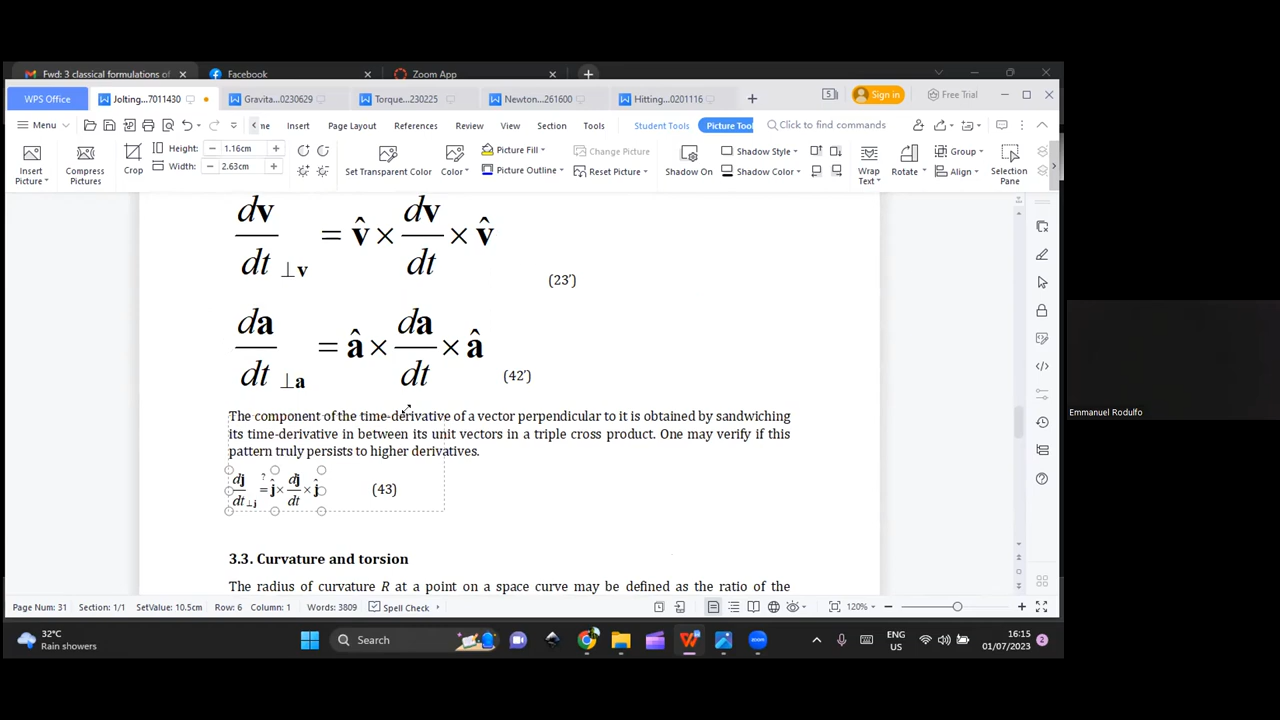 Fwd: 3 classical formulations of
Facebook
Zoom App
WPS Office
Jolting...7011430
Gravita...0230629
Torque...230225
Newton...261600
Hitting...0201116
Sign in
Free Trial
Menu
me
Insert
Page Layout
References
Review
View
Section
Tools
Student Tools
Picture Tool
Click to find commands
Insert Picture
Compress Pictures
Crop
Height: 1.16cm
Width: 2.63cm
Set Transparent Color
Color
Picture Fill
Picture Outline
Change Picture
Reset Picture
Shadow On
Shadow Style
Shadow Color
Wrap Text
Rotate
Group
Align
Selection Pane
dv/dt ⊥v = v̂ × dv/dt × v̂ (23′)
da/dt ⊥a = â × da/dt × â (42′)
The component of the time-derivative of a vector perpendicular to it is obtained by sandwiching
its time-derivative in between its unit vectors in a triple cross product. One may verify if this
pattern truly persists to higher derivatives.
dj/dt ⊥j ?= ĵ × dj/dt × ĵ (43)
3.3. Curvature and torsion
The radius of curvature R at a point on a space curve may be defined as the ratio of the
Emmanuel Rodulfo
Page Num: 31
Section: 1/1
SetValue: 10.5cm
Row: 6
Column: 1
Words: 3809
Spell Check
120%
32°C
Rain showers
Search
ENG
US
16:15
01/07/2023
2